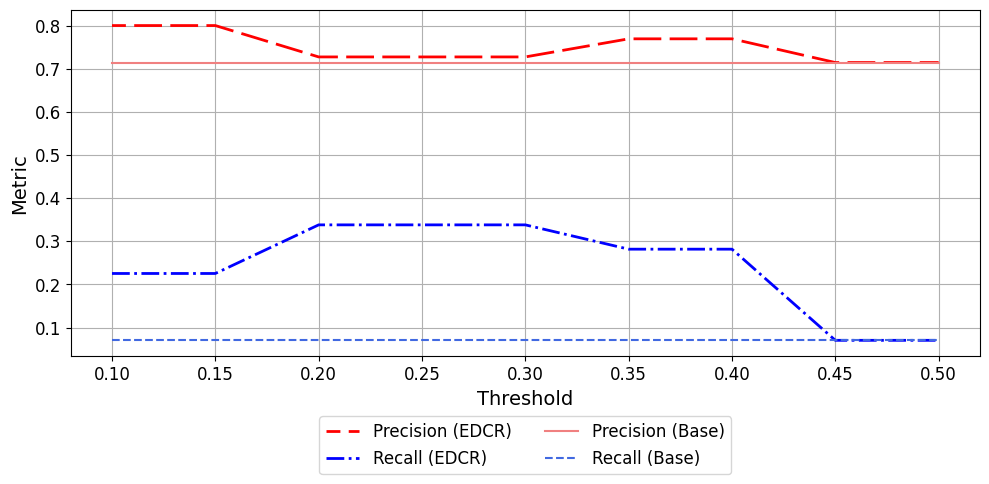 0.8
0.7
0.6
0.5
0.4
0.3
0.2
0.1
Metric
0.10 0.15 0.20 0.25 0.30 0.35 0.40 0.45 0.50
Threshold
Precision (EDCR) Precision (Base)
Recall (EDCR) Recall (Base)